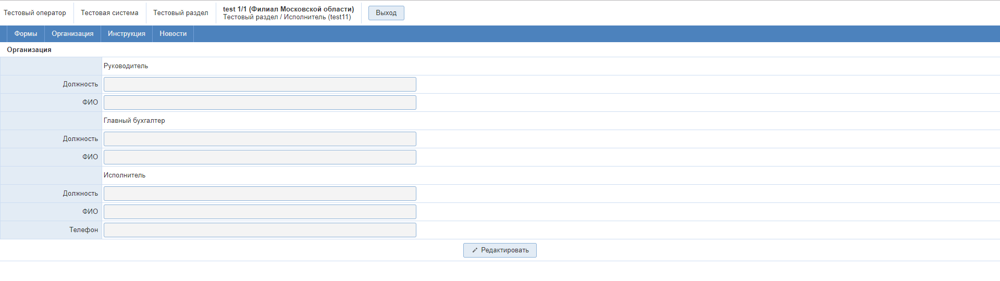 Тестовый оператор
Тестовая система
Тестовый раздел
test 1/1 (Филиал Московской области)
Тестовый раздел / Исполнитель (test11)
Выход
Формы
Организация
Инструкция
Новости
Организация
Руководитель
Должность
ФИО
Главный бухгалтер
Должность
ФИО
Исполнитель
Должность
ФИО
Телефон
Редактировать